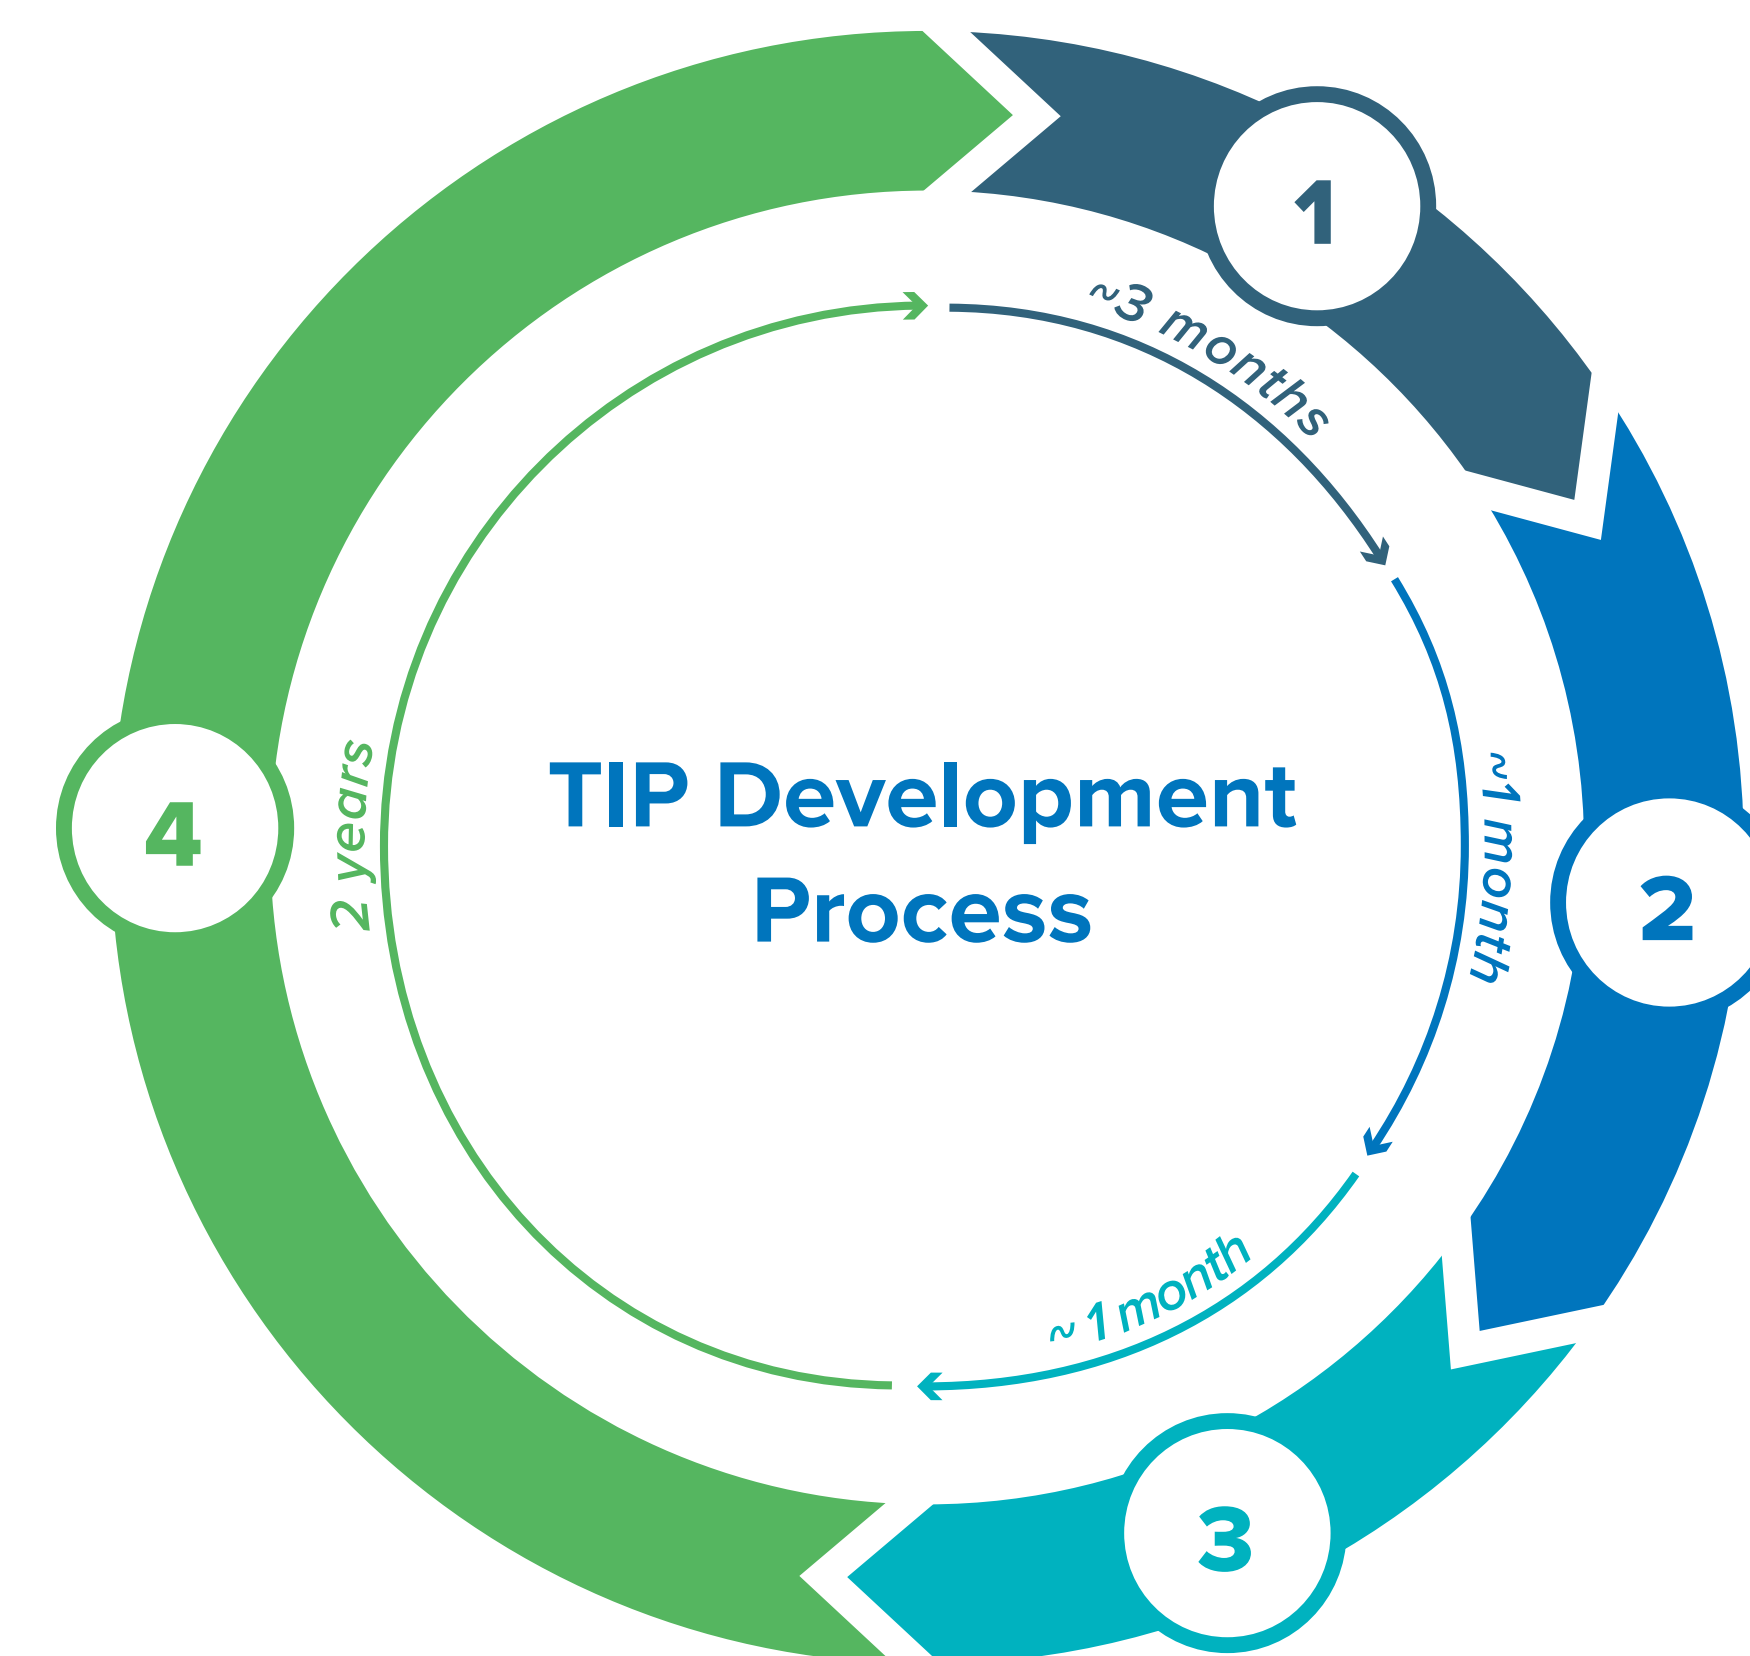 1
~3 months
TIP Development
Process
~1 month
2
~ 1 month
3
2 years
4